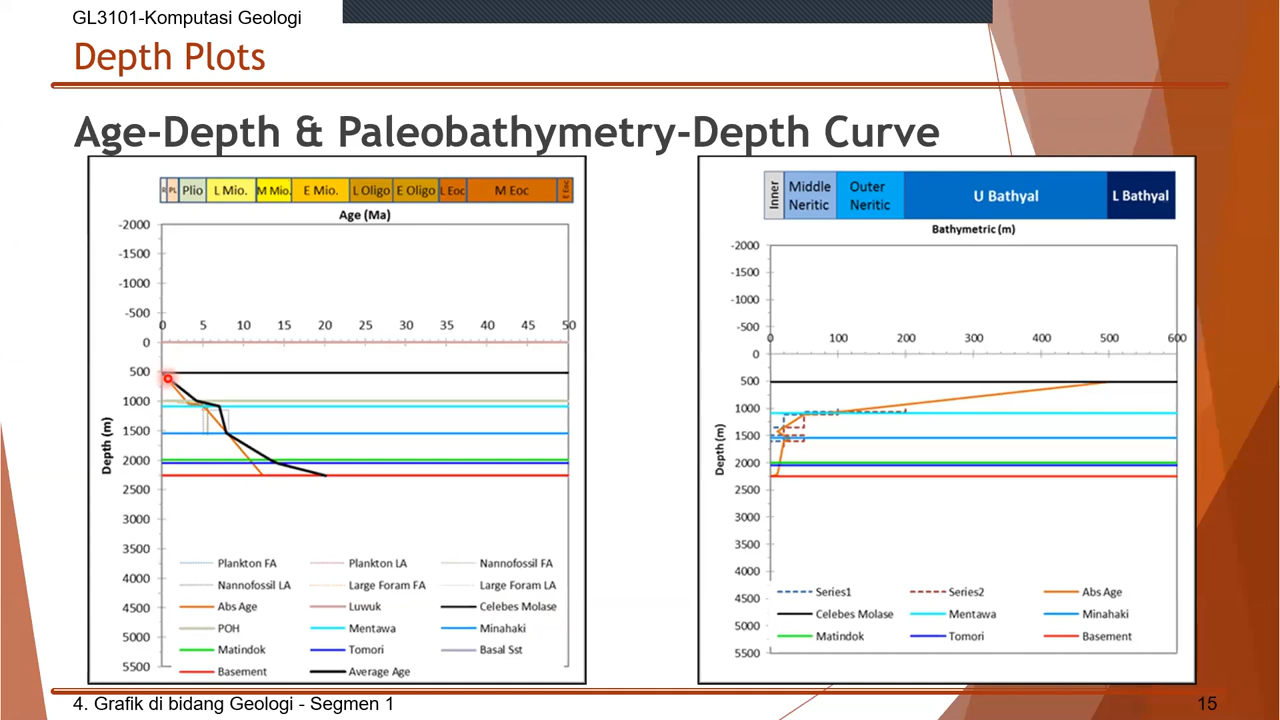 GL3101-Komputasi Geologi
Depth Plots
Age-Depth & Paleobathymetry-Depth Curve
R PL Plio L Mio. M Mio. E Mio. L Oligo E Oligo L Eoc M Eoc E Eoc
Age (Ma)
-2000
-1500
-1000
-500
0 5 10 15 20 25 30 35 40 45 50
0
500
1000
1500
2000
2500
3000
3500
4000
4500
5000
5500
Depth (m)
Plankton FA Plankton LA Nannofossil FA
Nannofossil LA Large Foram FA Large Foram LA
Abs Age Luwuk Celebes Molase
POH Mentawa Minahaki
Matindok Tomori Basal Sst
Basement Average Age
Inner Middle Neritic Outer Neritic U Bathyal L Bathyal
Bathymetric (m)
-2000
-1500
-1000
-500
0 100 200 300 400 500 600
0
500
1000
1500
2000
2500
3000
3500
4000
4500
5000
5500
Depth (m)
Series1 Series2 Abs Age
Celebes Molase Mentawa Minahaki
Matindok Tomori Basement
4. Grafik di bidang Geologi - Segmen 1
15